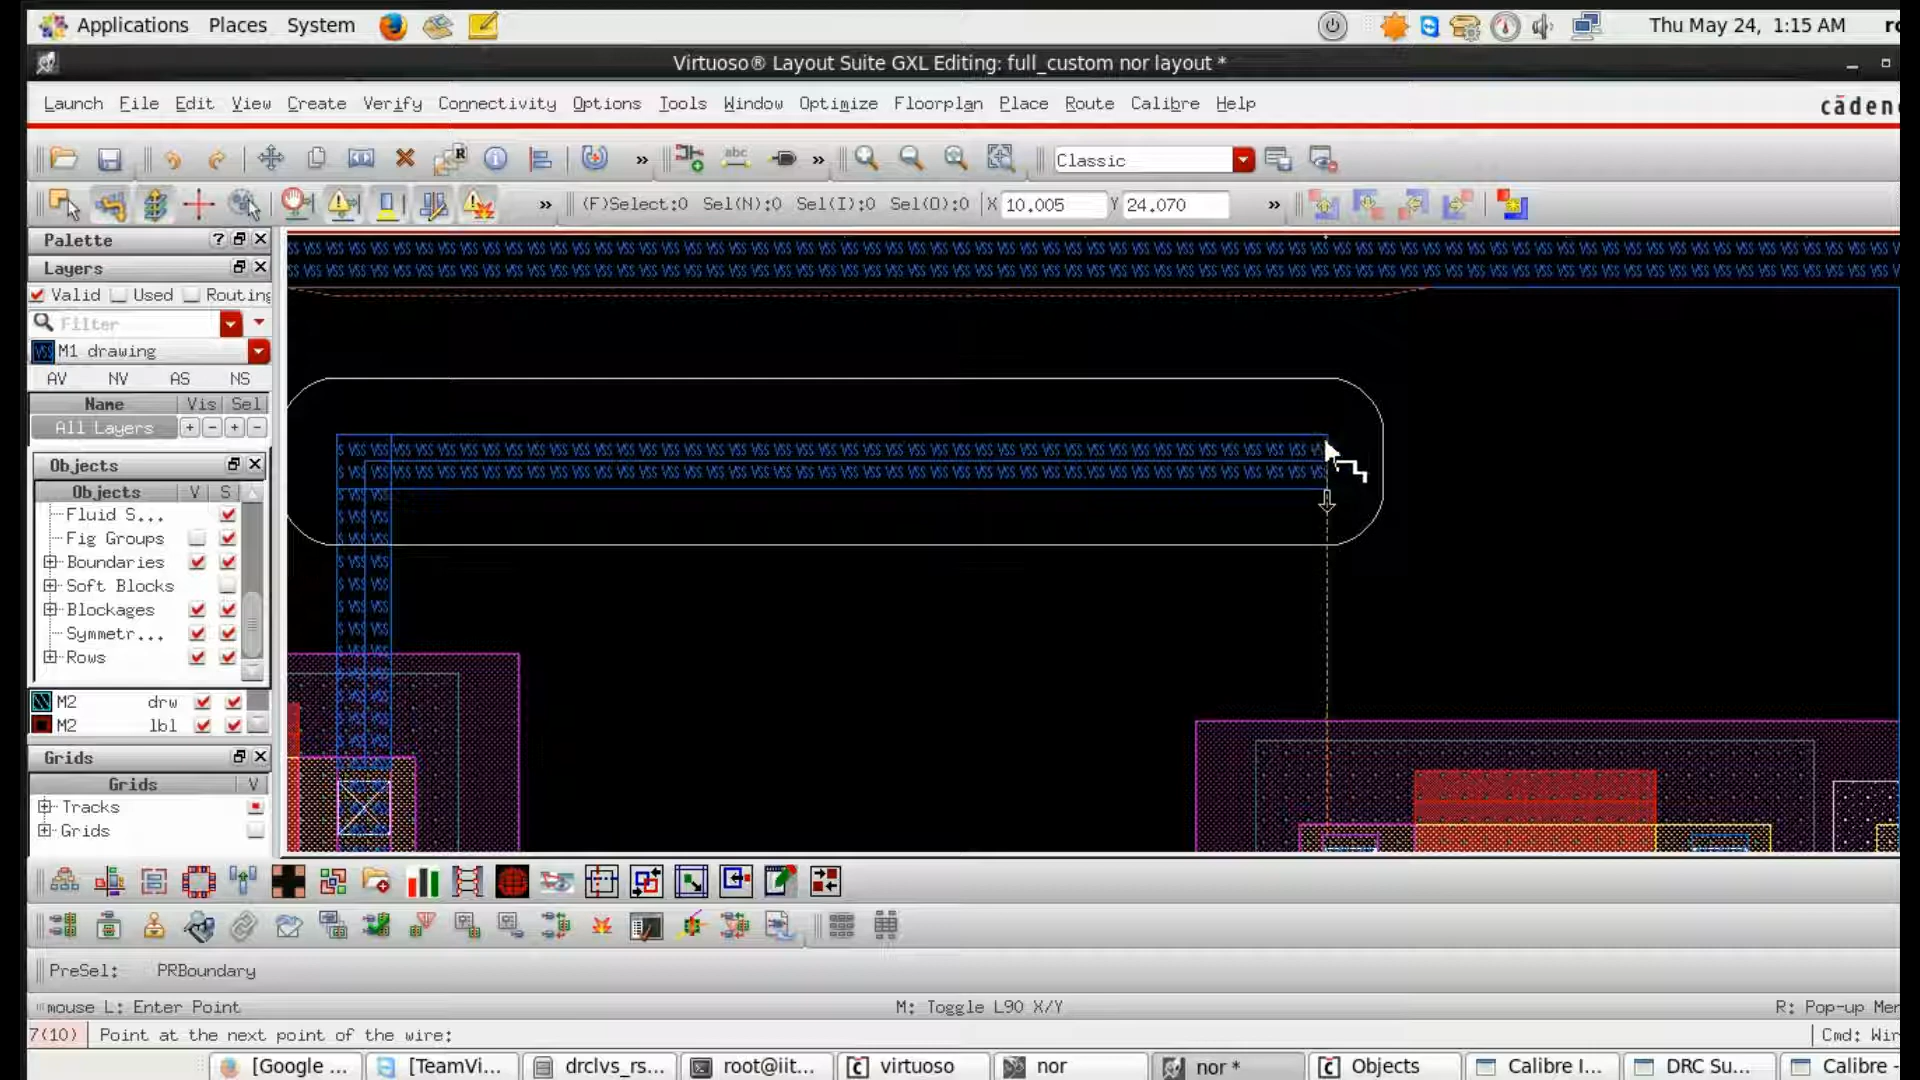 Applications Places System Thu May 24, 1:15 AM
Virtuoso® Layout Suite GXL Editing: full_custom nor layout *
Launch File Edit View Create Verify Connectivity Options Tools Window Optimize Floorplan Place Route Calibre Help cāden
abc Classic
(F)Select:0 Sel(N):0 Sel(I):0 Sel(O):0 X 10.005 Y 24.070
Palette
Layers
Valid Used Routing
Filter
M1 drawing
AV NV AS NS
Name Vis Sel
All Layers
Objects
Objects V S
Fluid S...
Fig Groups
Boundaries
Soft Blocks
Blockages
Symmetr...
Rows
M2 drw
M2 lbl
Grids
Grids V
Tracks
Grids
PreSel: PRBoundary
mouse L: Enter Point M: Toggle L90 X/Y R: Pop-up Men
7(10) Point at the next point of the wire: Cmd: Wir
[Google ... [TeamVi... drclvs_rs... root@iit... virtuoso nor nor * Objects Calibre I... DRC Su... Calibre -